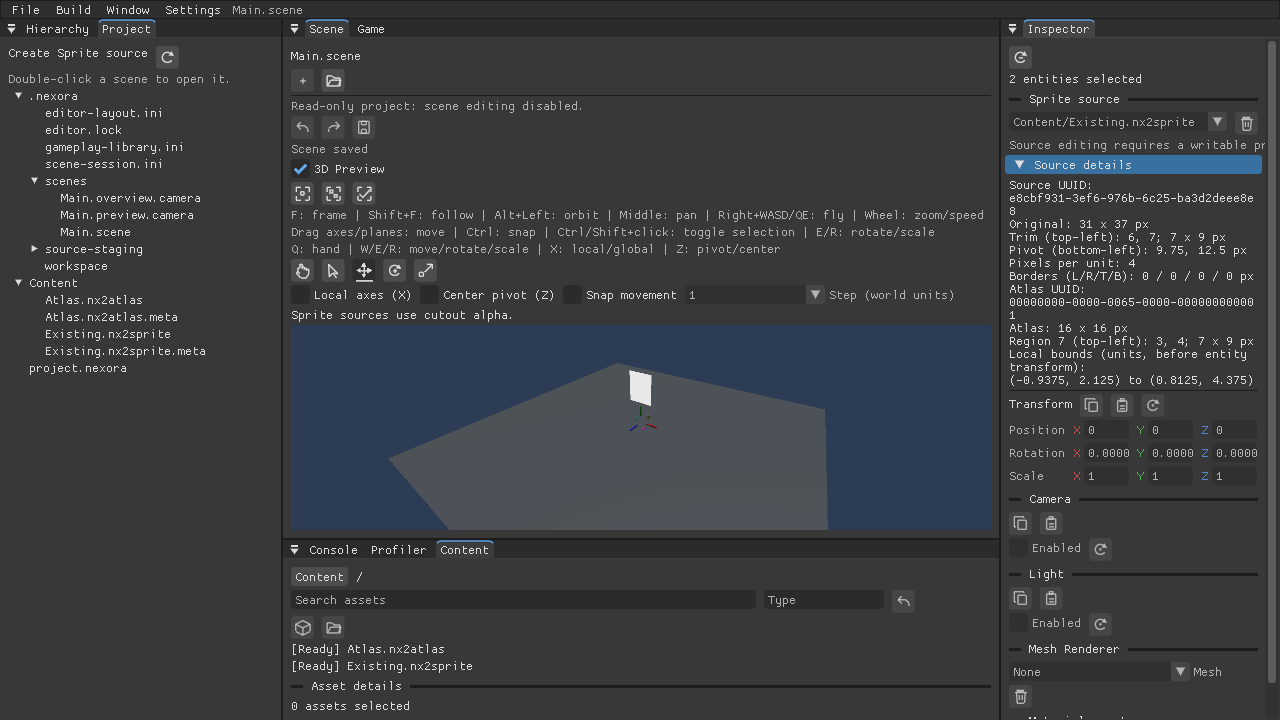 File Build Window Settings Main.scene
Hierarchy Project
Create Sprite source
Double-click a scene to open it.
.nexora
editor-layout.ini
editor.lock
gameplay-library.ini
scene-session.ini
scenes
Main.overview.camera
Main.preview.camera
Main.scene
source-staging
workspace
Content
Atlas.nx2atlas
Atlas.nx2atlas.meta
Existing.nx2sprite
Existing.nx2sprite.meta
project.nexora
Scene Game
Main.scene
+
Read-only project: scene editing disabled.
Scene saved
3D Preview
F: frame | Shift+F: follow | Alt+Left: orbit | Middle: pan | Right+WASD/QE: fly | Wheel: zoom/speed
Drag axes/planes: move | Ctrl: snap | Ctrl/Shift+click: toggle selection | E/R: rotate/scale
Q: hand | W/E/R: move/rotate/scale | X: local/global | Z: pivot/center
Local axes (X) Center pivot (Z) Snap movement 1 Step (world units)
Sprite sources use cutout alpha.
Console Profiler Content
Content /
Search assets Type
[Ready] Atlas.nx2atlas
[Ready] Existing.nx2sprite
Asset details
0 assets selected
Inspector
2 entities selected
Sprite source
Content/Existing.nx2sprite
Source editing requires a writable pr
Source details
Source UUID:
e8cbf931-3ef6-976b-6c25-ba3d2deee8e
8
Original: 31 x 37 px
Trim (top-left): 6, 7; 7 x 9 px
Pivot (bottom-left): 9.75, 12.5 px
Pixels per unit: 4
Borders (L/R/T/B): 0 / 0 / 0 / 0 px
Atlas UUID:
00000000-0000-0065-0000-00000000000
1
Atlas: 16 x 16 px
Region 7 (top-left): 3, 4; 7 x 9 px
Local bounds (units, before entity
transform):
(-0.9375, 2.125) to (0.8125, 4.375)
Transform
Position X 0 Y 0 Z 0
Rotation X 0.0000 Y 0.0000 Z 0.0000
Scale X 1 Y 1 Z 1
Camera
Enabled
Light
Enabled
Mesh Renderer
None Mesh